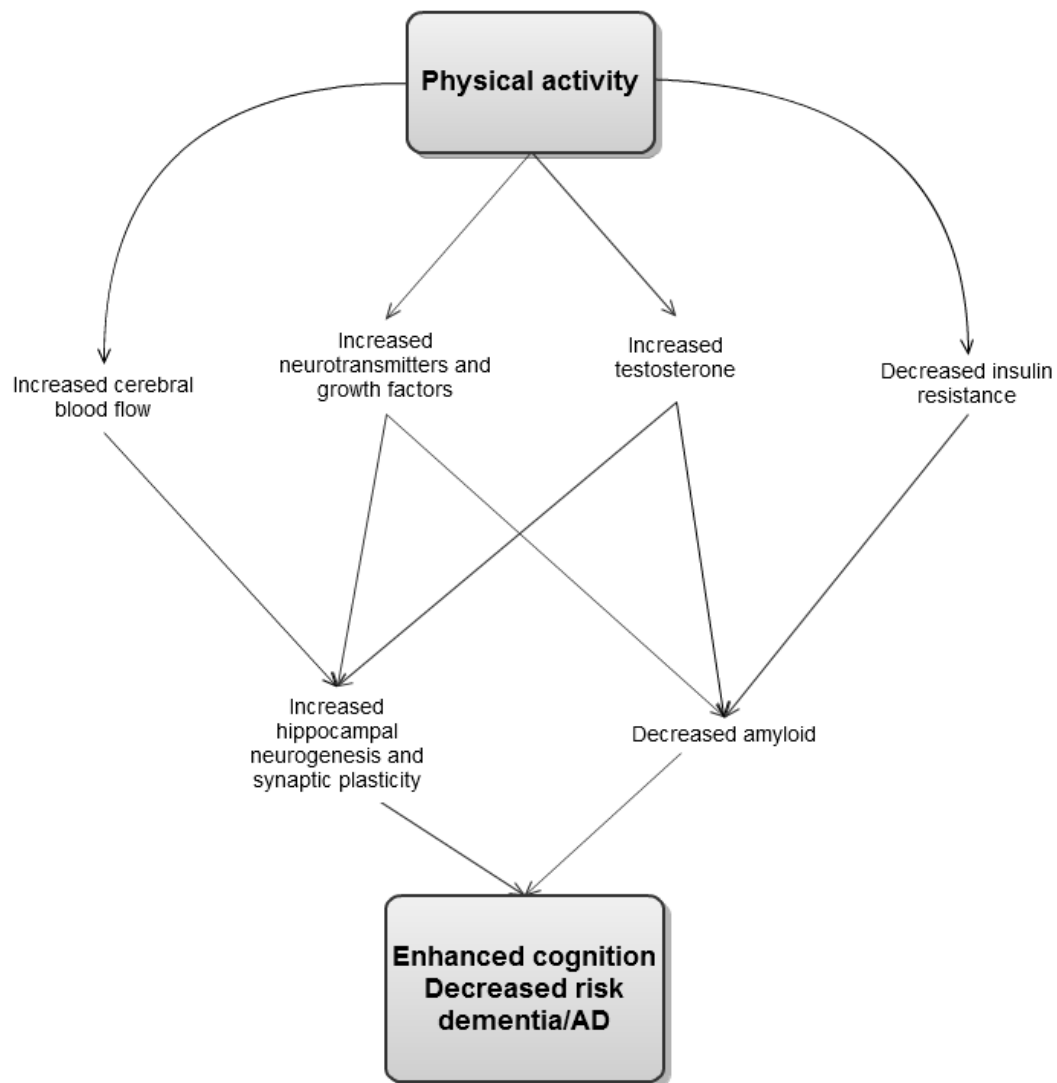 Physical activity
Increased cerebral
blood flow
Increased
neurotransmitters and
growth factors
Increased
testosterone
Decreased insulin
resistance
Increased
hippocampal
neurogenesis and
synaptic plasticity
Decreased amyloid
Enhanced cognition
Decreased risk
dementia/AD